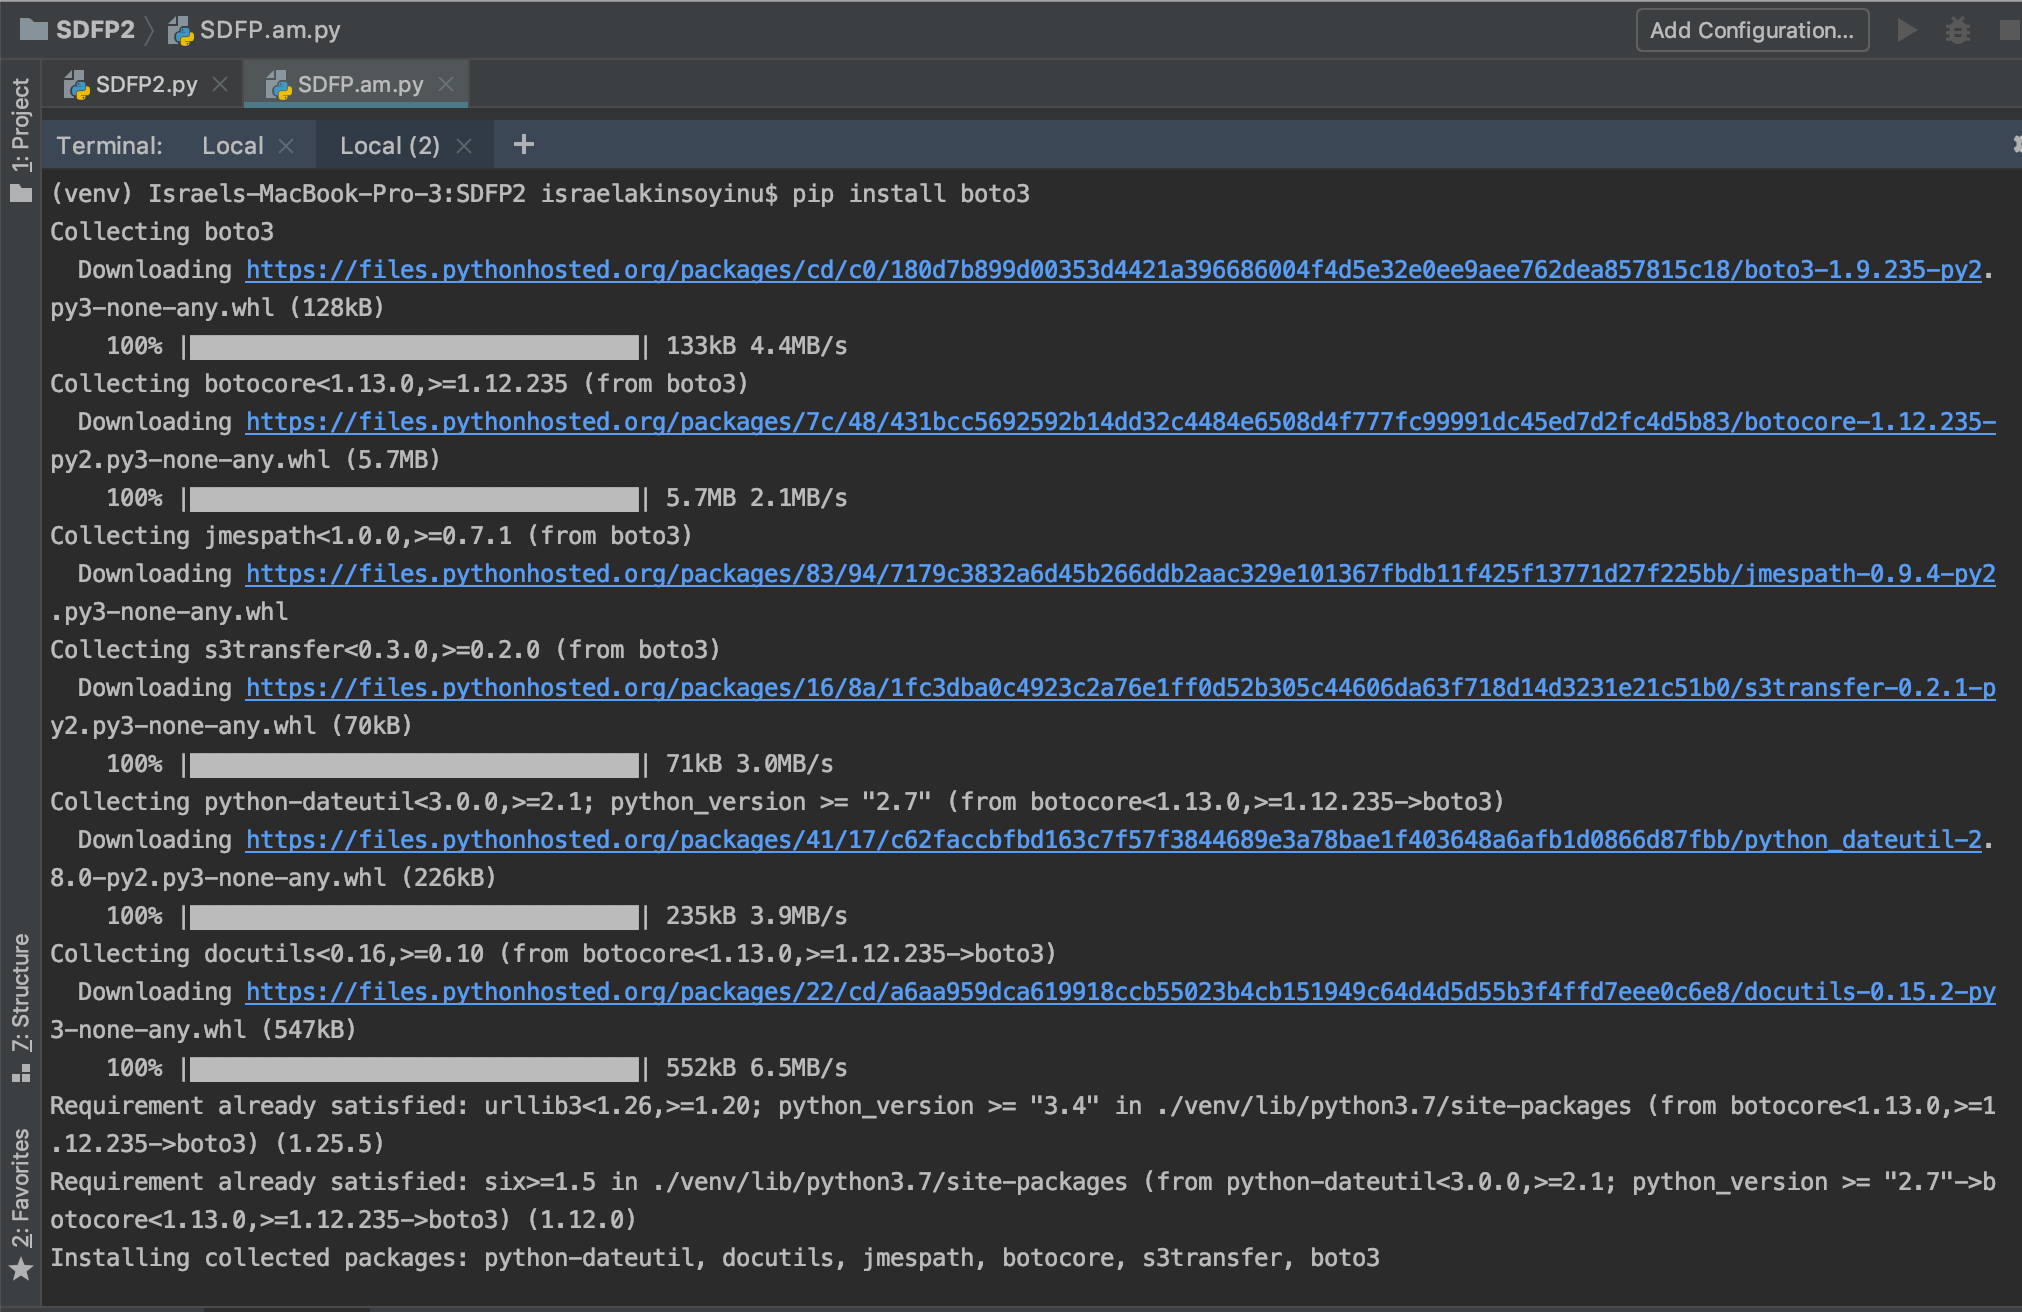 SDFP2 SDFP.am.py Add Configuration...
SDFP2.py SDFP.am.py
Terminal: Local Local (2) +
1: Project
7: Structure
2: Favorites
(venv) Israels-MacBook-Pro-3:SDFP2 israelakinsoyinu$ pip install boto3
Collecting boto3
  Downloading https://files.pythonhosted.org/packages/cd/c0/180d7b899d00353d4421a396686004f4d5e32e0ee9aee762dea857815c18/boto3-1.9.235-py2.
py3-none-any.whl (128kB)
    100% |████████████████████████████████| 133kB 4.4MB/s
Collecting botocore<1.13.0,>=1.12.235 (from boto3)
  Downloading https://files.pythonhosted.org/packages/7c/48/431bcc5692592b14dd32c4484e6508d4f777fc99991dc45ed7d2fc4d5b83/botocore-1.12.235-
py2.py3-none-any.whl (5.7MB)
    100% |████████████████████████████████| 5.7MB 2.1MB/s
Collecting jmespath<1.0.0,>=0.7.1 (from boto3)
  Downloading https://files.pythonhosted.org/packages/83/94/7179c3832a6d45b266ddb2aac329e101367fbdb11f425f13771d27f225bb/jmespath-0.9.4-py2
.py3-none-any.whl
Collecting s3transfer<0.3.0,>=0.2.0 (from boto3)
  Downloading https://files.pythonhosted.org/packages/16/8a/1fc3dba0c4923c2a76e1ff0d52b305c44606da63f718d14d3231e21c51b0/s3transfer-0.2.1-p
y2.py3-none-any.whl (70kB)
    100% |████████████████████████████████| 71kB 3.0MB/s
Collecting python-dateutil<3.0.0,>=2.1; python_version >= "2.7" (from botocore<1.13.0,>=1.12.235->boto3)
  Downloading https://files.pythonhosted.org/packages/41/17/c62faccbfbd163c7f57f3844689e3a78bae1f403648a6afb1d0866d87fbb/python_dateutil-2.
8.0-py2.py3-none-any.whl (226kB)
    100% |████████████████████████████████| 235kB 3.9MB/s
Collecting docutils<0.16,>=0.10 (from botocore<1.13.0,>=1.12.235->boto3)
  Downloading https://files.pythonhosted.org/packages/22/cd/a6aa959dca619918ccb55023b4cb151949c64d4d5d55b3f4ffd7eee0c6e8/docutils-0.15.2-py
3-none-any.whl (547kB)
    100% |████████████████████████████████| 552kB 6.5MB/s
Requirement already satisfied: urllib3<1.26,>=1.20; python_version >= "3.4" in ./venv/lib/python3.7/site-packages (from botocore<1.13.0,>=1
.12.235->boto3) (1.25.5)
Requirement already satisfied: six>=1.5 in ./venv/lib/python3.7/site-packages (from python-dateutil<3.0.0,>=2.1; python_version >= "2.7"->b
otocore<1.13.0,>=1.12.235->boto3) (1.12.0)
Installing collected packages: python-dateutil, docutils, jmespath, botocore, s3transfer, boto3